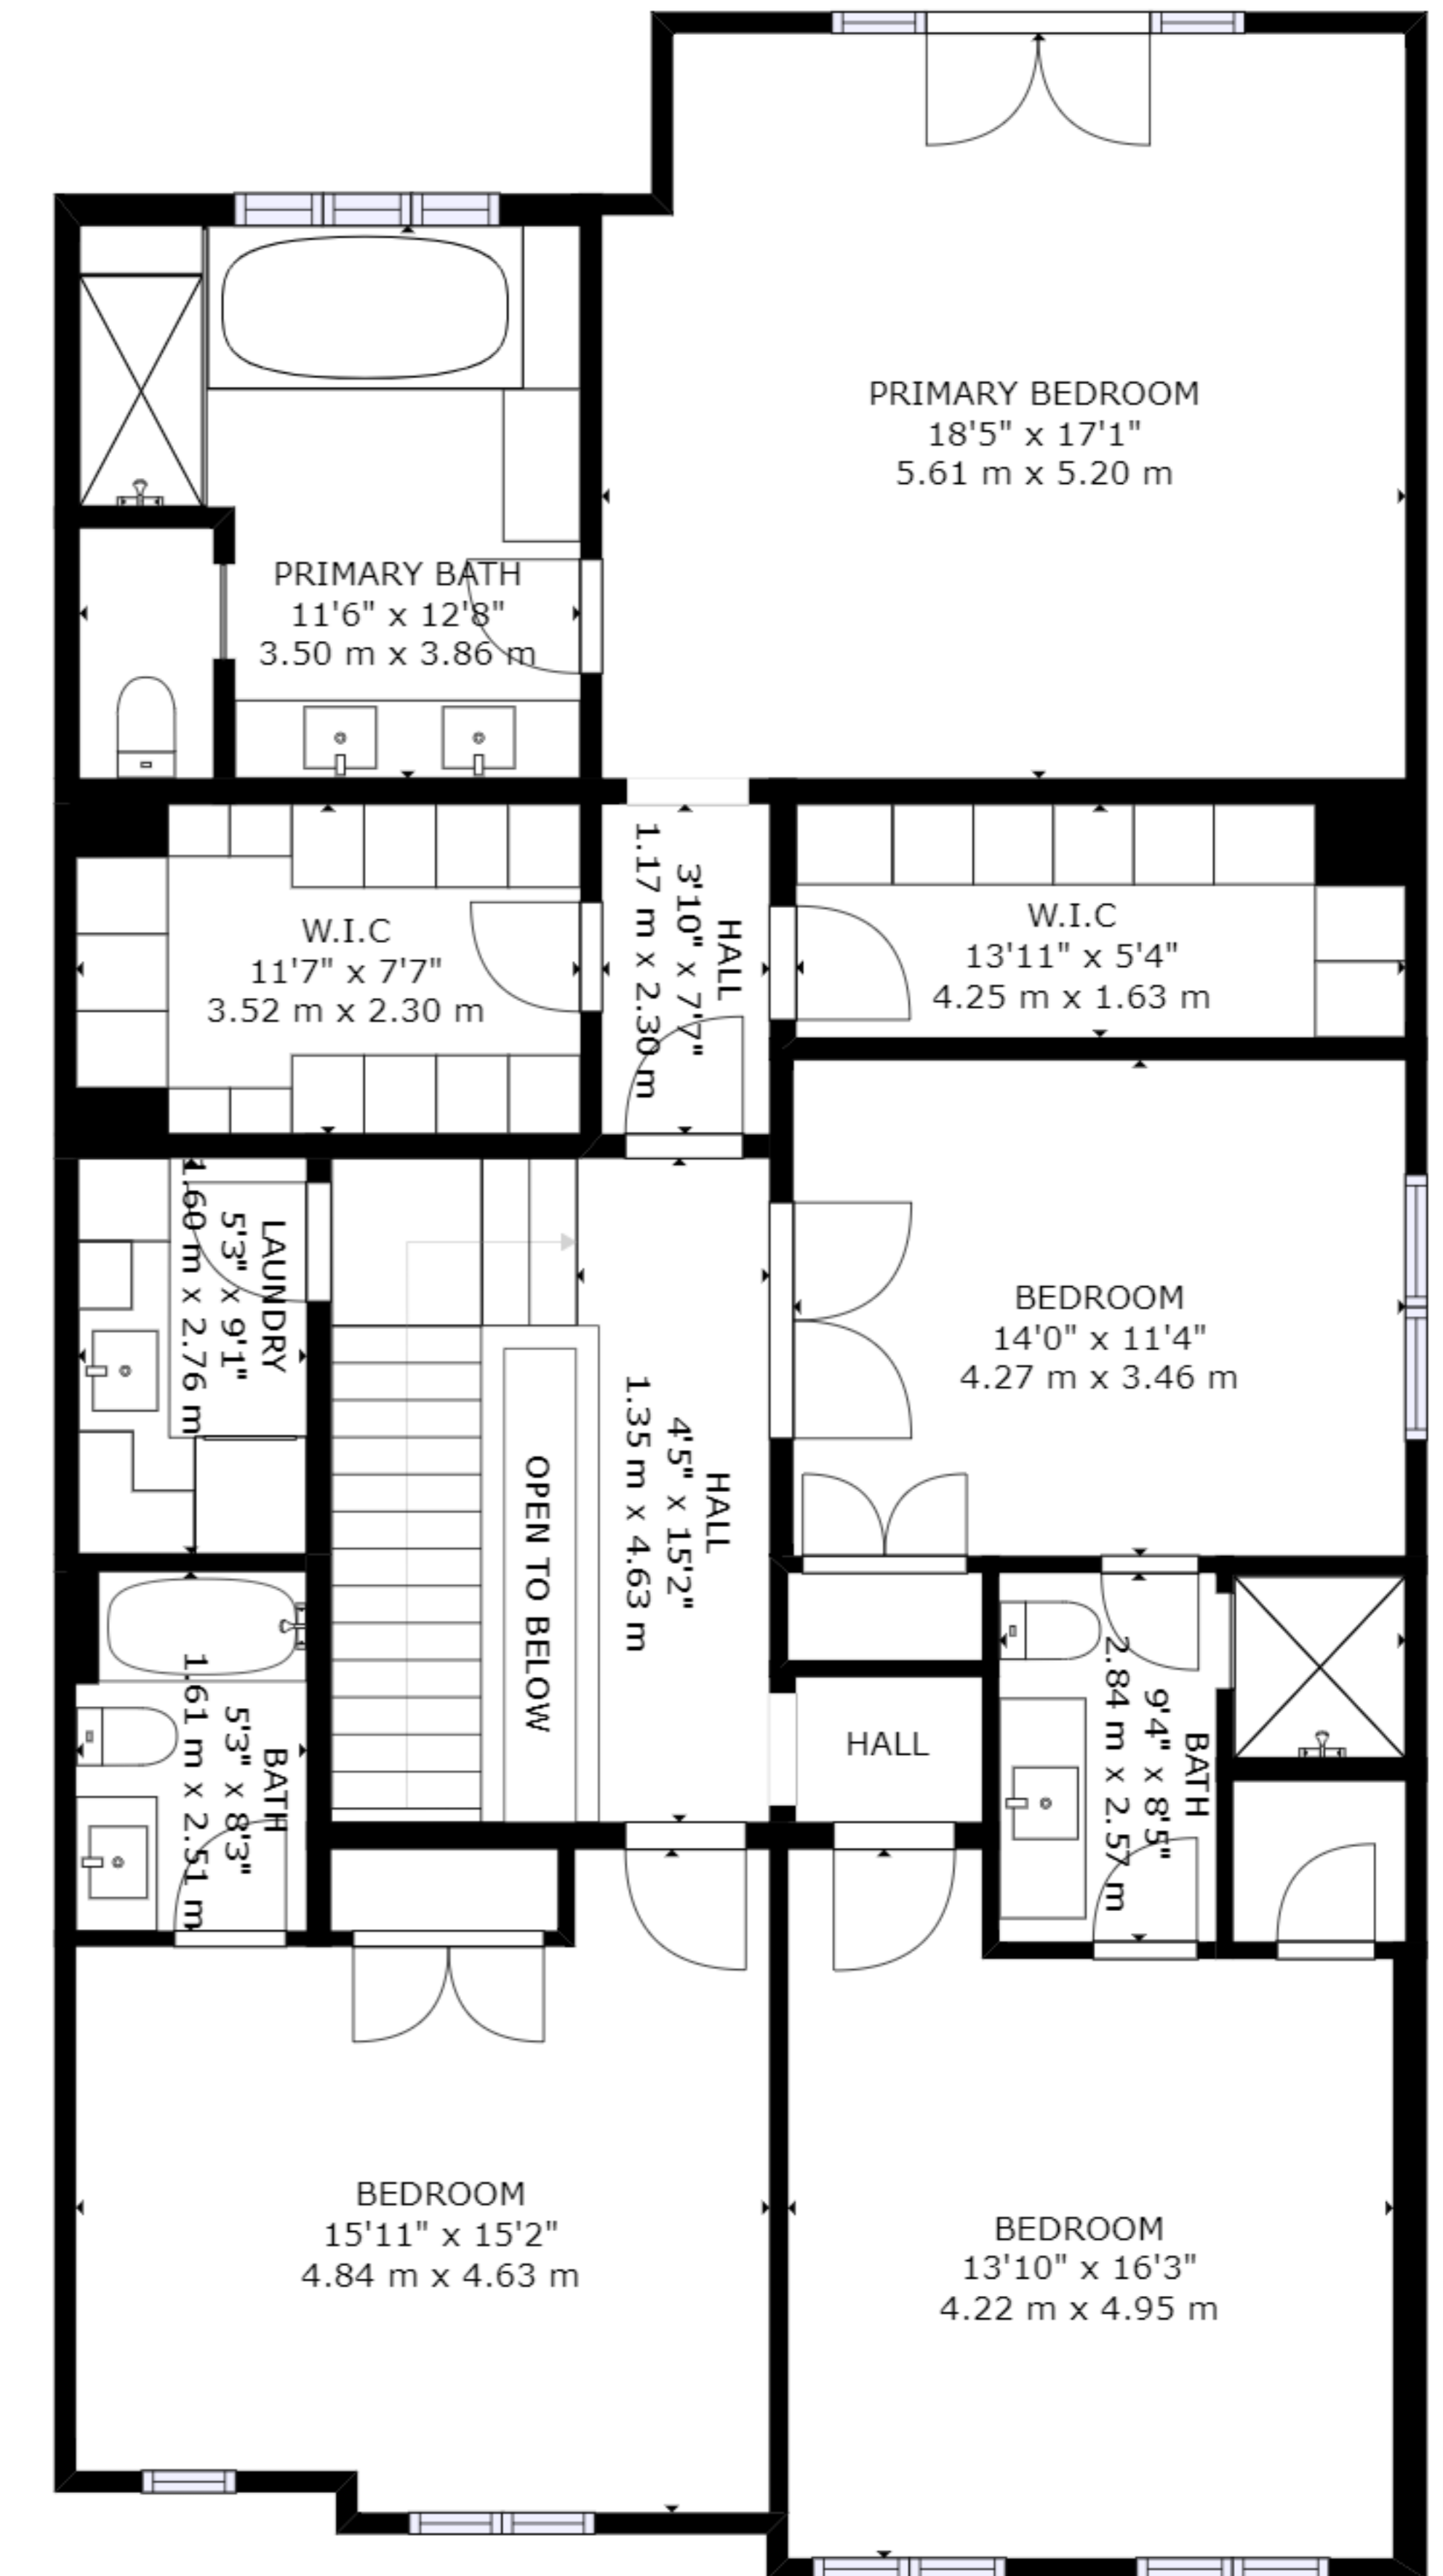 PRIMARY BEDROOM
18'5" x 17'1"
5.61 m x 5.20 m
PRIMARY BATH
11'6" x 12'8"
3.50 m x 3.86 m
W.I.C
11'7" x 7'7"
3.52 m x 2.30 m
HALL
3'10" x 7'7"
1.17 m x 2.30 m
W.I.C
13'11" x 5'4"
4.25 m x 1.63 m
LAUNDRY
5'3" x 9'1"
1.60 m x 2.76 m
OPEN TO BELOW
HALL
4'5" x 15'2"
1.35 m x 4.63 m
BEDROOM
14'0" x 11'4"
4.27 m x 3.46 m
BATH
5'3" x 8'3"
1.61 m x 2.51 m
HALL
BATH
9'4" x 8'5"
2.84 m x 2.57 m
BEDROOM
15'11" x 15'2"
4.84 m x 4.63 m
BEDROOM
13'10" x 16'3"
4.22 m x 4.95 m